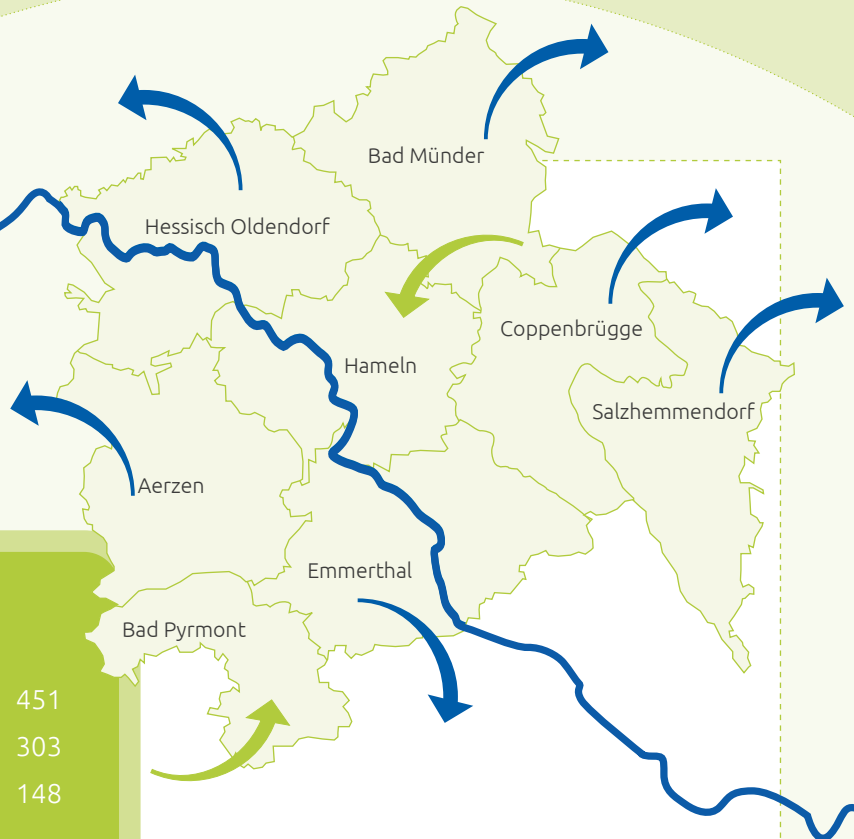 Bad Münder
Hessisch Oldendorf
Coppenbrügge
Hameln
Salzhemmendorf
Aerzen
Emmerthal
Bad Pyrmont
451
303
148